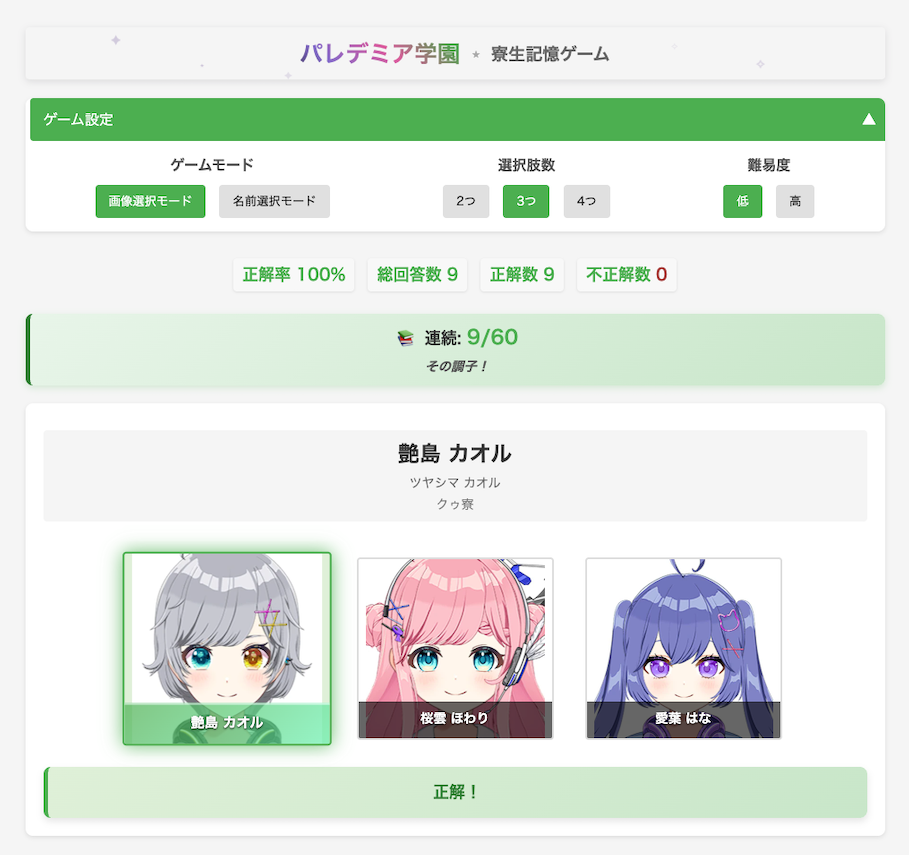 パレデミア学園 ⋆ 寮生記憶ゲーム
ゲーム設定 ▲
ゲームモード 選択肢数 難易度
画像選択モード 名前選択モード 2つ 3つ 4つ 低 高
正解率 100% 総回答数 9 正解数 9 不正解数 0
📚 連続: 9/60
その調子！
艶島 カオル
ツヤシマ カオル
クゥ寮
艶島 カオル 桜雲 ほわり 愛葉 はな
正解！